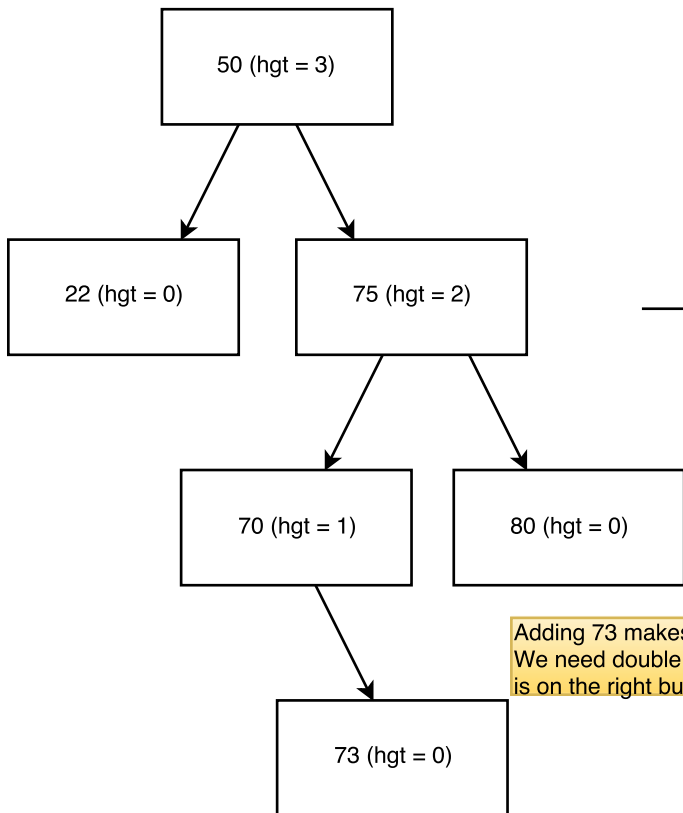 50 (hgt = 3)
22 (hgt = 0)
75 (hgt = 2)
70 (hgt = 1)
80 (hgt = 0)
Adding 73 makes
We need double
is on the right bu
73 (hgt = 0)